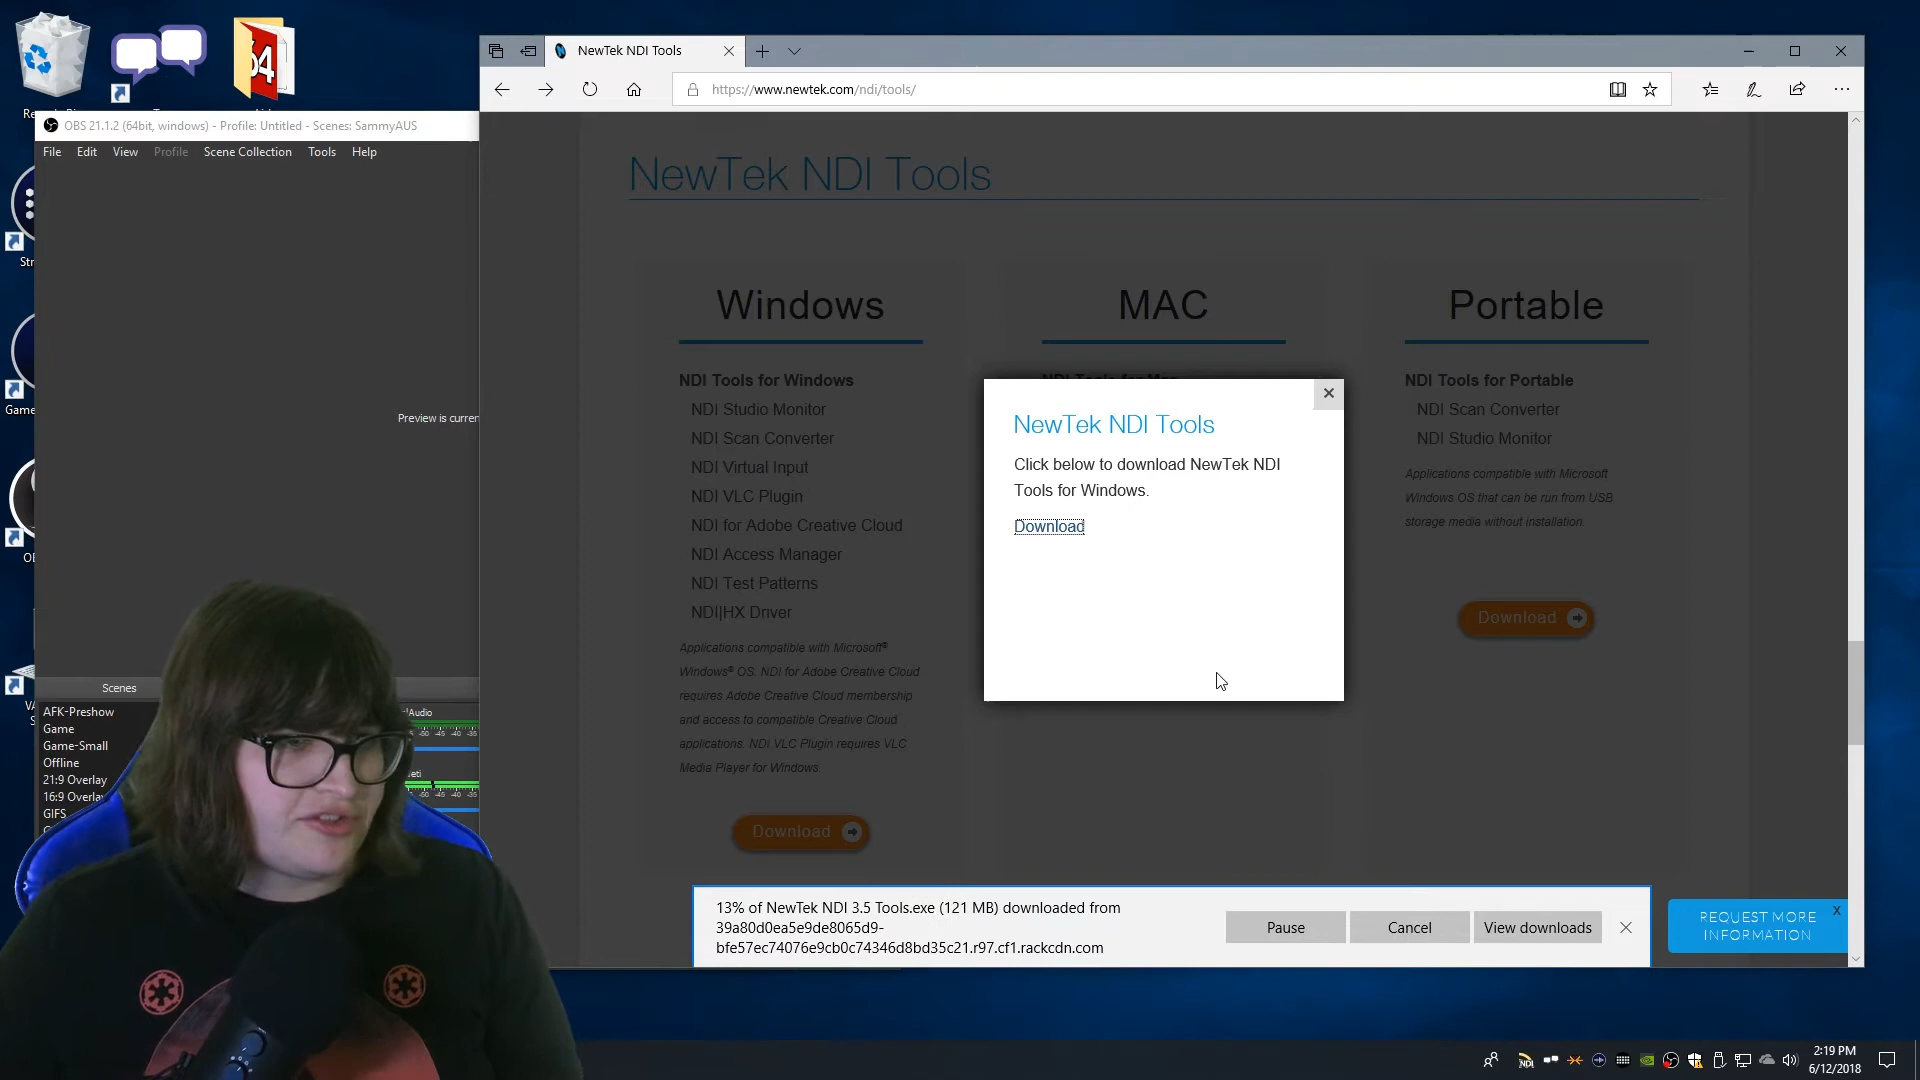 NewTek NDI Tools
https://www.newtek.com/ndi/tools/
OBS 21.1.2 (64bit, windows) - Profile: Untitled - Scenes: SammyAUS
File Edit View Profile Scene Collection Tools Help
Preview is curren
Scenes
AFK-Preshow
Game
Game-Small
Offline
21:9 Overlay
16:9 Overlay
GIFS
NewTek NDI Tools
Windows
NDI Tools for Windows
NDI Studio Monitor
NDI Scan Converter
NDI Virtual Input
NDI VLC Plugin
NDI for Adobe Creative Cloud
NDI Access Manager
NDI Test Patterns
NDI|HX Driver
Applications compatible with Microsoft®
Windows® OS. NDI for Adobe Creative Cloud
requires Adobe Creative Cloud membership
and access to compatible Creative Cloud
applications. NDI VLC Plugin requires VLC
Media Player for Windows.
Download
MAC
NewTek NDI Tools
Click below to download NewTek NDI
Tools for Windows.
Download
Portable
NDI Tools for Portable
NDI Scan Converter
NDI Studio Monitor
Applications compatible with Microsoft
Windows OS that can be run from USB
storage media without installation.
Download
13% of NewTek NDI 3.5 Tools.exe (121 MB) downloaded from
39a80d0ea5e9de8065d9-
bfe57ec74076e9cb0c74346d8bd35c21.r97.cf1.rackcdn.com
Pause Cancel View downloads
REQUEST MORE
INFORMATION
X
NDI
2:19 PM
6/12/2018